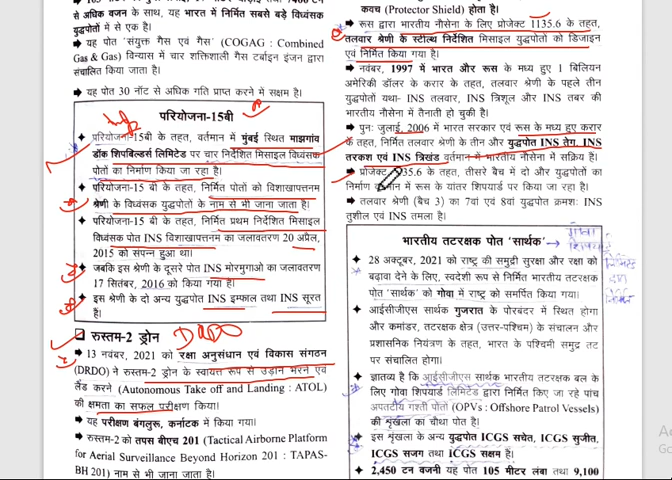 से अधिक वजन के साथ, यह भारत में निर्मित सबसे बड़े विध्वंसक
युद्धपोतों में से एक है।
➡ यह पोत 'संयुक्त गैस एवं गैस' (COGAG : Combined
Gas & Gas) विन्यास में चार शक्तिशाली गैस टर्बाइन इंजन द्वारा
संचालित किया जाता है।
➡ यह पोत 30 नॉट से अधिक गति प्राप्त करने में सक्षम है।
परियोजना-15बी
परियोजना-15बी के तहत, वर्तमान में मुंबई स्थित माझगांव
डॉक शिपबिल्डर्स लिमिटेड पर चार निर्देशित मिसाइल विध्वंसक
पोतों का निर्माण किया जा रहा है।
परियोजना-15बी के तहत, निर्मित पोतों को विशाखापत्तनम
श्रेणी के विध्वंसक युद्धपोतों के नाम से भी जाना जाता है।
परियोजना-15 बी के तहत, निर्मित प्रथम निर्देशित मिसाइल
विध्वंसक पोत INS विशाखापत्तनम का जलावतरण 20 अप्रैल,
2015 को संपन्न हुआ था।
जबकि इस श्रेणी के दूसरे पोत INS मोरमुगाओ का जलावतरण
17 सितंबर, 2016 को किया गया है।
इस श्रेणी के दो अन्य युद्धपोत INS इम्फाल तथा INS सूरत
है।
❑ रुस्तम-2 ड्रोन
DRDO
➡ 13 नवंबर, 2021 को रक्षा अनुसंधान एवं विकास संगठन
(DRDO) ने रुस्तम-2 ड्रोन के स्वायत्त रूप से उड़ान भरने एवं
लैंड करने (Autonomous Take off and Landing : ATOL)
की क्षमता का सफल परीक्षण किया।
➡ यह परीक्षण बंगलुरू, कर्नाटक में किया गया।
➡ रुस्तम-2 को तपस बीएच 201 (Tactical Airborne Platform
for Aerial Surveillance Beyond Horizon 201 : TAPAS-
BH 201) नाम से भी जाना जाता है।
कवच (Protector Shield) होता है।
➡ रूस द्वारा भारतीय नौसेना के लिए प्रोजेक्ट 1135.6 के तहत,
तलवार श्रेणी के स्टील्थ निर्देशित मिसाइल युद्धपोतों को डिजाइन
एवं निर्मित किया गया है।
➡ नवंबर, 1997 में भारत और रूस के मध्य हुए 1 बिलियन
अमेरिकी डॉलर के करार के तहत, तलवार श्रेणी के पहले तीन
युद्धपोतों यथा- INS तलवार, INS त्रिशूल और INS तबर की
भारतीय नौसेना में तैनाती हो चुकी है।
➡ पुनः जुलाई, 2006 में भारत सरकार एवं रूस के मध्य हुए करार
के तहत, निर्मित तलवार श्रेणी के तीन और युद्धपोत INS तेग, INS
तरकश एवं INS त्रिखंड वर्तमान में भारतीय नौसेना में सक्रिय है।
➡ प्रोजेक्ट 1135.6 के तहत, तीसरे बैच में दो और युद्धपोतों का
निर्माण वर्तमान में रूस के यांतर शिपयार्ड पर किया जा रहा है।
➡ तलवार श्रेणी (बैच 3) का 7वां एवं 8वां युद्धपोत क्रमशः INS
तुशील एवं INS तमला है।
भारतीय तटरक्षक पोत 'सार्थक'
गोवा
शिपयार्ड
28 अक्टूबर, 2021 को राष्ट्र की समुद्री सुरक्षा और रक्षा को
बढ़ावा देने के लिए, स्वदेशी रूप से निर्मित भारतीय तटरक्षक
पोत 'सार्थक' को गोवा में राष्ट्र को समर्पित किया गया।
आईसीजीएस सार्थक गुजरात के पोरबंदर में स्थित होगा
और कमांडर, तटरक्षक क्षेत्र (उत्तर-पश्चिम) के संचालन और
प्रशासनिक नियंत्रण के तहत, भारत के पश्चिमी समुद्र तट
पर संचालित होगा।
ज्ञातव्य है कि आईसीजीएस सार्थक भारतीय तटरक्षक बल के
लिए गोवा शिपयार्ड लिमिटेड द्वारा निर्मित किए जा रहे पांच
अपतटीय गश्ती पोतों (OPVs : Offshore Patrol Vessels)
की श्रृंखला का चौथा पोत है।
इस श्रृंखला के अन्य युद्धपोत ICGS सचेत, ICGS सुजीत,
ICGS सजग तथा ICGS सक्षम है।
2,450 टन वजनी यह पोत 105 मीटर लंबा तथा 9,100